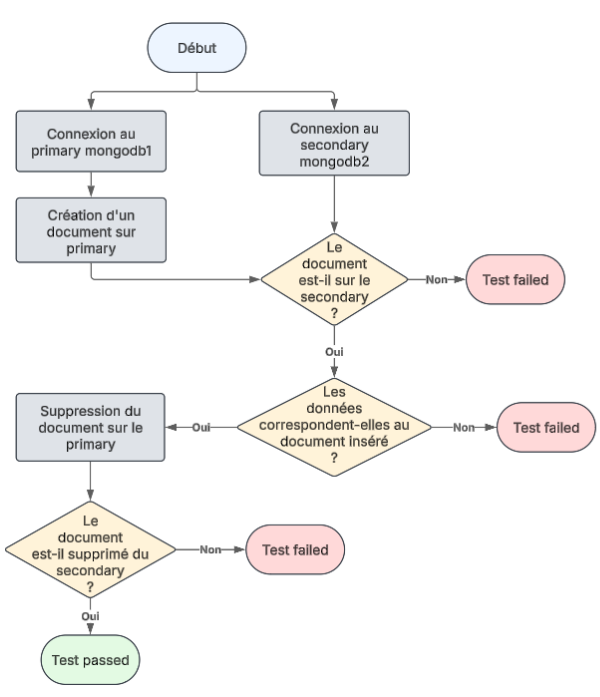 Début
Connexion au
primary mongodb1
Connexion au
secondary
mongodb2
Création d'un
document sur
primary
Le
document
est-il sur le
secondary
?
Non
Test failed
Oui
Les
données
correspondent-elles au
document inséré
?
Non
Test failed
Oui
Suppression du
document sur le
primary
Le
document
est-il supprimé du
secondary
?
Non
Test failed
Oui
Test passed